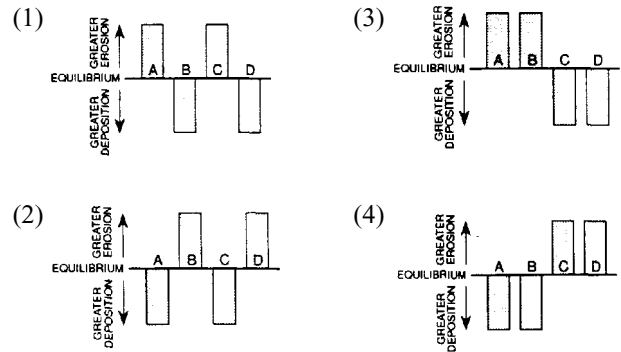 (1)
GREATER EROSION
EQUILIBRIUM
A B C D
GREATER DEPOSITION
(2)
GREATER EROSION
EQUILIBRIUM
A B C D
GREATER DEPOSITION
(3)
GREATER EROSION
EQUILIBRIUM
A B C D
GREATER DEPOSITION
(4)
GREATER EROSION
EQUILIBRIUM
A B C D
GREATER DEPOSITION